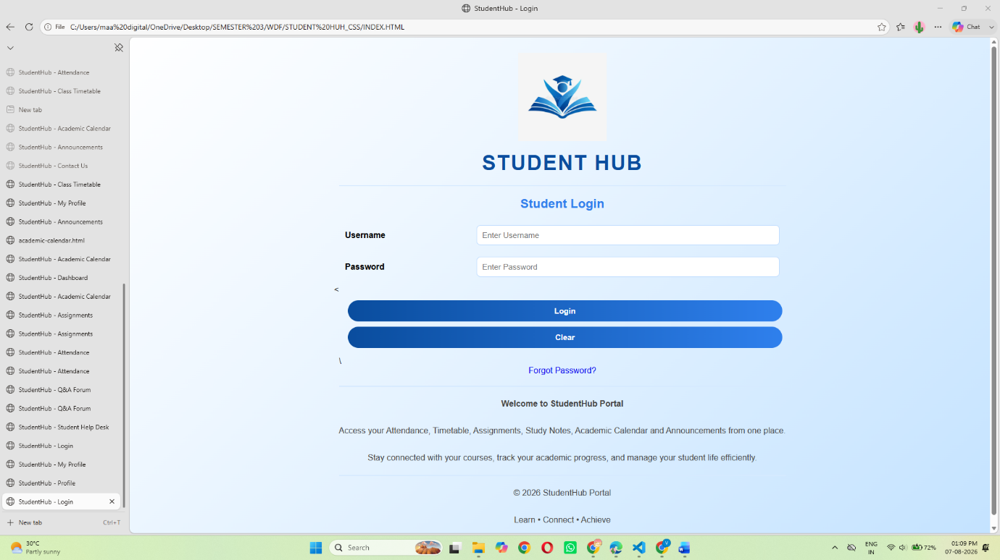 StudentHub - Login
File C:/Users/maa%20digital/OneDrive/Desktop/SEMESTER%203/WDF/STUDENT%20HUH_CSS/INDEX.HTML
Chat
StudentHub - Attendance
StudentHub - Class Timetable
New tab
StudentHub - Academic Calendar
StudentHub - Announcements
StudentHub - Contact Us
StudentHub - Class Timetable
StudentHub - My Profile
StudentHub - Announcements
academic-calendar.html
StudentHub - Academic Calendar
StudentHub - Dashboard
StudentHub - Academic Calendar
StudentHub - Assignments
StudentHub - Assignments
StudentHub - Attendance
StudentHub - Attendance
StudentHub - Q&A Forum
StudentHub - Q&A Forum
StudentHub - Student Help Desk
StudentHub - Login
StudentHub - My Profile
StudentHub - Profile
StudentHub - Login
New tab Ctrl+T
STUDENT HUB
Student Login
Username Enter Username
Password Enter Password
<
Login
Clear
\
Forgot Password?
Welcome to StudentHub Portal
Access your Attendance, Timetable, Assignments, Study Notes, Academic Calendar and Announcements from one place.
Stay connected with your courses, track your academic progress, and manage your student life efficiently.
© 2026 StudentHub Portal
Learn • Connect • Achieve
30°C
Partly sunny
Search
V
ENG
IN
72%
01:09 PM
07-08-2026